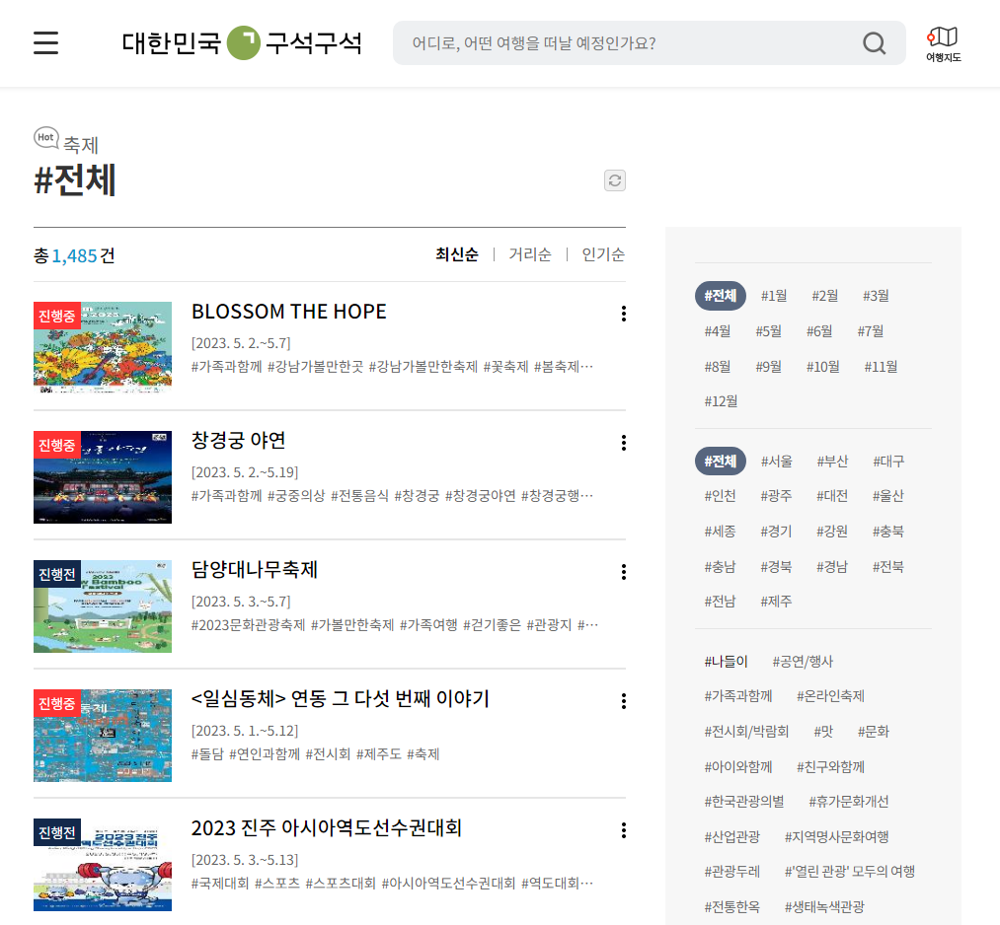 대한민국 구석구석
어디로, 어떤 여행을 떠날 예정인가요?
여행지도
Hot 축제
#전체
총 1,485 건
최신순 | 거리순 | 인기순
진행중
BLOSSOM THE HOPE
[2023. 5. 2.~5.7]
#가족과함께 #강남가볼만한곳 #강남가볼만한축제 #꽃축제 #봄축제…
진행중
창경궁 야연
[2023. 5. 2.~5.19]
#가족과함께 #궁중의상 #전통음식 #창경궁 #창경궁야연 #창경궁행…
진행전
2023
Bamboo
Festival
담양대나무축제
[2023. 5. 3.~5.7]
#2023문화관광축제 #가볼만한축제 #가족여행 #걷기좋은 #관광지 #…
진행중
<일심동체> 연동 그 다섯 번째 이야기
[2023. 5. 1.~5.12]
#돌담 #연인과함께 #전시회 #제주도 #축제
진행전
2023 진주
역도선수권대회
2023 진주 아시아역도선수권대회
[2023. 5. 3.~5.13]
#국제대회 #스포츠 #스포츠대회 #아시아역도선수권대회 #역도대회…
#전체 #1월 #2월 #3월
#4월 #5월 #6월 #7월
#8월 #9월 #10월 #11월
#12월
#전체 #서울 #부산 #대구
#인천 #광주 #대전 #울산
#세종 #경기 #강원 #충북
#충남 #경북 #경남 #전북
#전남 #제주
#나들이 #공연/행사
#가족과함께 #온라인축제
#전시회/박람회 #맛 #문화
#아이와함께 #친구와함께
#한국관광의별 #휴가문화개선
#산업관광 #지역명사문화여행
#관광두레 #'열린 관광' 모두의 여행
#전통한옥 #생태녹색관광